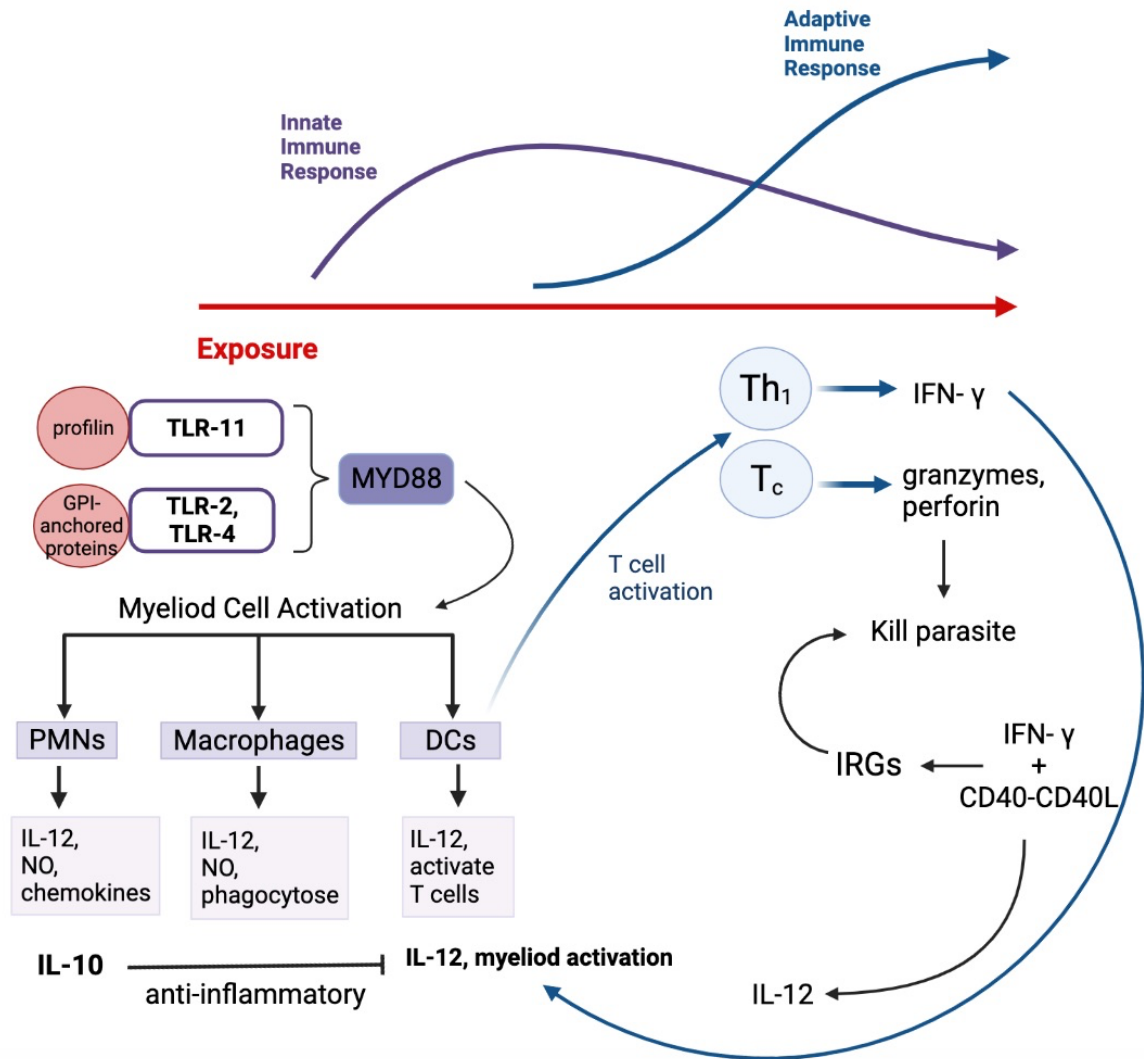 Adaptive
Immune
Response
Innate
Immune
Response
Exposure
profilin
TLR-11
GPI-
anchored
proteins
TLR-2,
TLR-4
MYD88
Myeliod Cell Activation
PMNs
Macrophages
DCs
IL-12,
NO,
chemokines
IL-12,
NO,
phagocytose
IL-12,
activate
T cells
IL-10
anti-inflammatory
IL-12, myeliod activation
T cell
activation
Th1
IFN- γ
Tc
granzymes,
perforin
Kill parasite
IRGs
IFN- γ
+
CD40-CD40L
IL-12